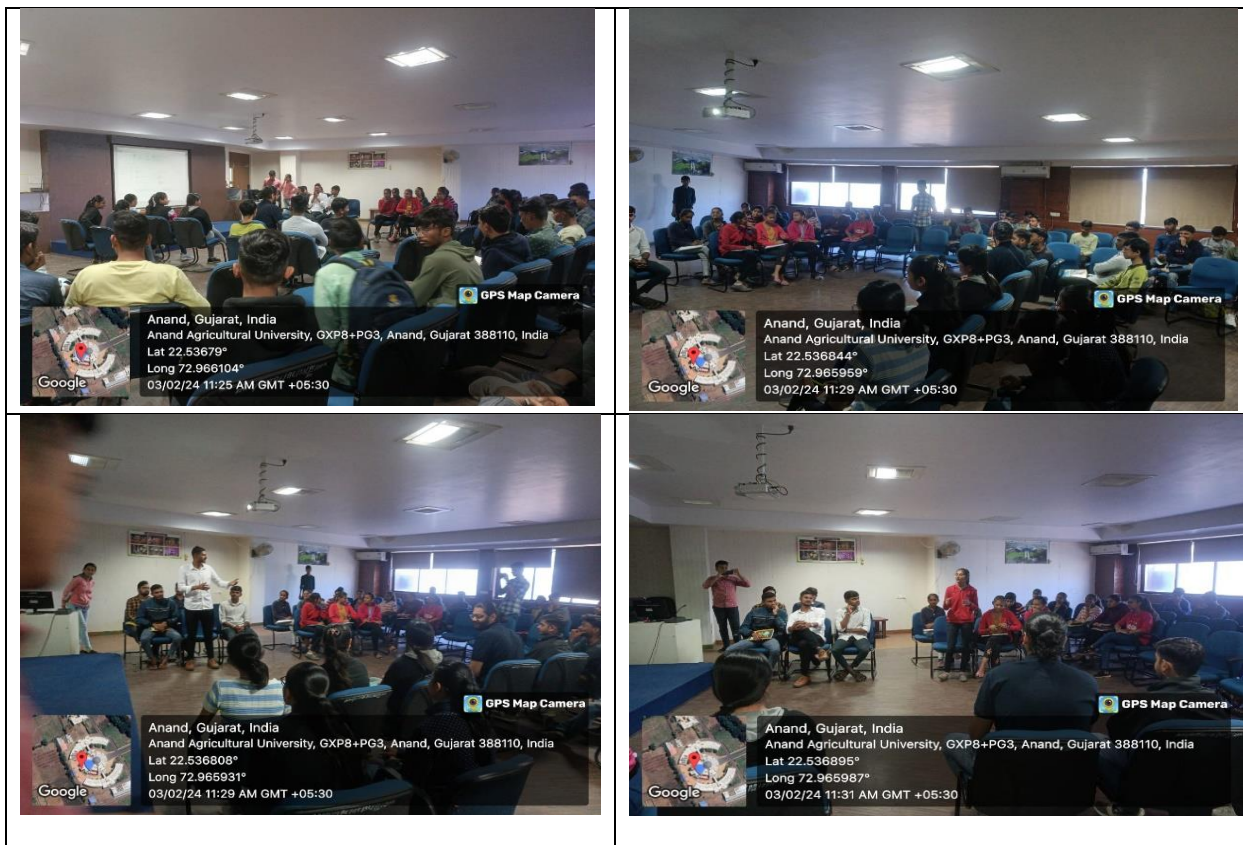 GPS Map Camera
Anand, Gujarat, India
Anand Agricultural University, GXP8+PG3, Anand, Gujarat 388110, India
Lat 22.53679°
Long 72.966104°
03/02/24 11:25 AM GMT +05:30
Google
GPS Map Camera
Anand, Gujarat, India
Anand Agricultural University, GXP8+PG3, Anand, Gujarat 388110, India
Lat 22.536844°
Long 72.965959°
03/02/24 11:29 AM GMT +05:30
Google
GPS Map Camera
Anand, Gujarat, India
Anand Agricultural University, GXP8+PG3, Anand, Gujarat 388110, India
Lat 22.536808°
Long 72.965931°
03/02/24 11:29 AM GMT +05:30
Google
GPS Map Camera
Anand, Gujarat, India
Anand Agricultural University, GXP8+PG3, Anand, Gujarat 388110, India
Lat 22.536895°
Long 72.965987°
03/02/24 11:31 AM GMT +05:30
Google